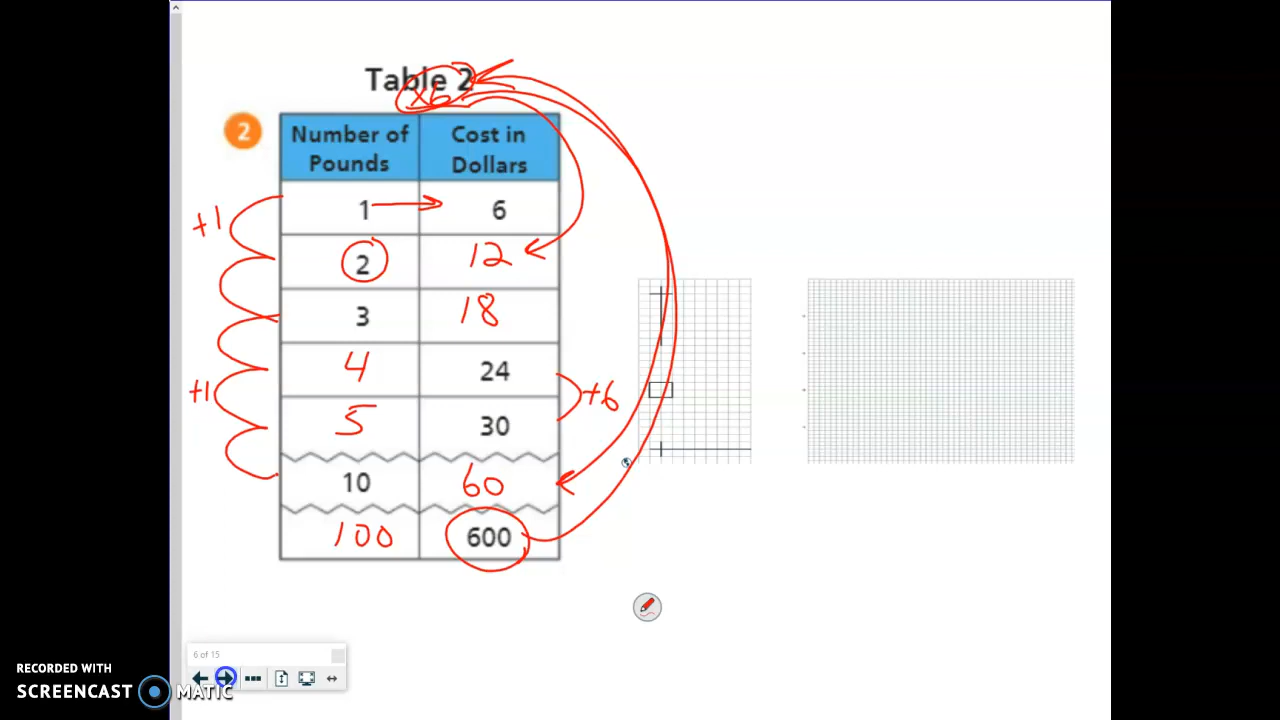 Table 2
×6
2
Number of Pounds
Cost in Dollars
1 6
+1
2 12
3 18
4 24
+1
+6
5 30
10 60
100 600
6 of 15
RECORDED WITH
SCREENCAST MATIC